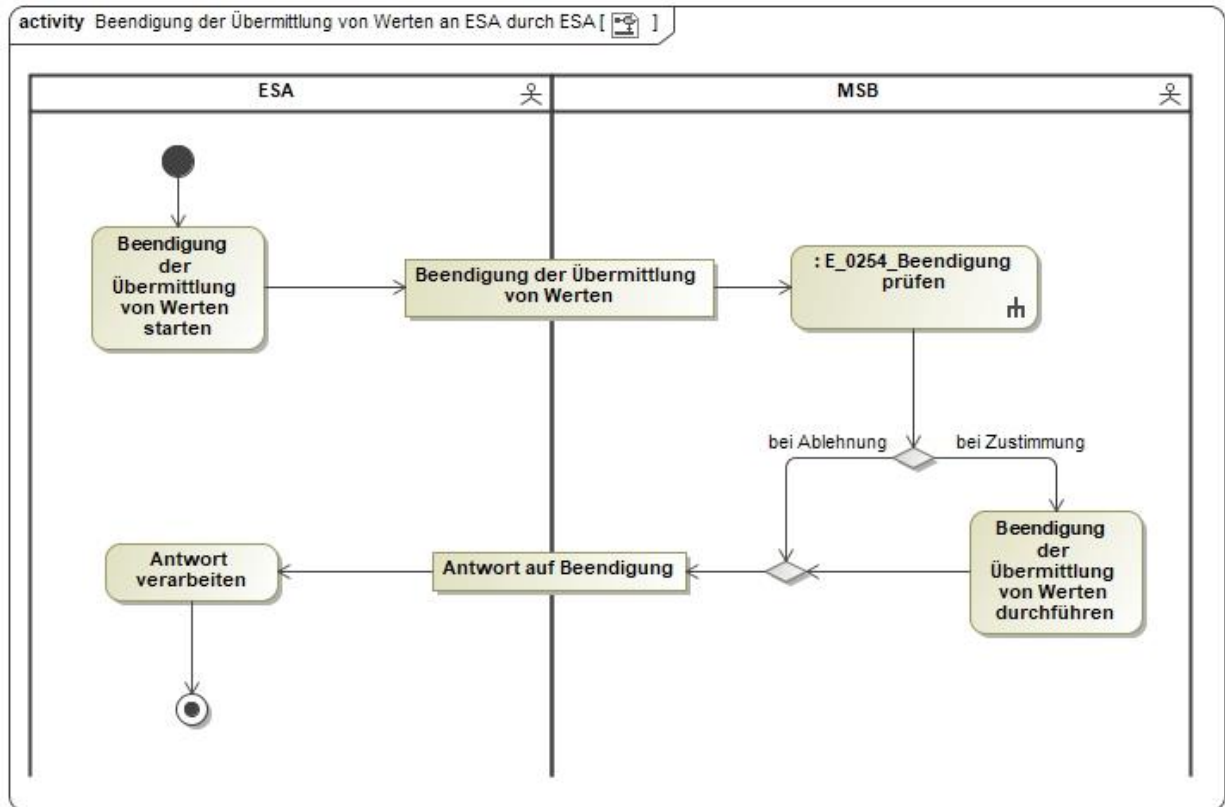 activity Beendigung der Übermittlung von Werten an ESA durch ESA [ ]
ESA
MSB
Beendigung
der
Übermittlung
von Werten
starten
Beendigung der Übermittlung
von Werten
: E_0254_Beendigung
prüfen
bei Ablehnung
bei Zustimmung
Beendigung
der
Übermittlung
von Werten
durchführen
Antwort auf Beendigung
Antwort
verarbeiten